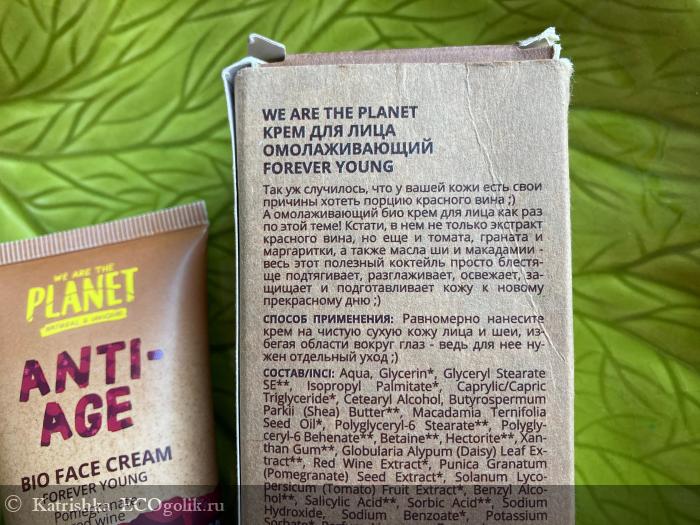 WE ARE THE PLANET
КРЕМ ДЛЯ ЛИЦА
ОМОЛАЖИВАЮЩИЙ
FOREVER YOUNG
Так уж случилось, что у вашей кожи есть свои
причины хотеть порцию красного вина ;)
А омолаживающий био крем для лица как раз
по этой теме! Кстати, в нем не только экстракт
красного вина, но еще и томата, граната и
маргаритки, а также масла ши и макадамии -
весь этот полезный коктейль просто блестя-
ще подтягивает, разглаживает, освежает, за-
щищает и подготавливает кожу к новому
прекрасному дню ;)
СПОСОБ ПРИМЕНЕНИЯ: Равномерно нанесите
крем на чистую сухую кожу лица и шеи, из-
бегая области вокруг глаз - ведь для нее ну-
жен отдельный уход ;)
СОСТАВ/INCI: Aqua, Glycerin*, Glyceryl Stearate
SE**, Isopropyl Palmitate*, Caprylic/Capric
Triglyceride*, Cetearyl Alcohol, Butyrospermum
Parkii (Shea) Butter**, Macadamia Ternifolia
Seed Oil*, Polyglyceryl-6 Stearate**, Polygly-
ceryl-6 Behenate**, Betaine**, Hectorite**, Xan-
than Gum**, Globularia Alypum (Daisy) Leaf Ex-
tract**, Red Wine Extract*, Punica Granatum
(Pomegranate) Seed Extract*, Solanum Lyco-
persicum (Tomato) Fruit Extract*, Benzyl Alco-
hol**, Salicylic Acid**, Sorbic Acid**, Sodium
Hydroxide, Sodium Benzoate*, Potassium
WE ARE THE
PLANET
NATURAL & ORGANIC
ANTI-
AGE
BIO FACE CREAM
FOREVER YOUNG
Pomegranate
red wine
© Katrishka ECOgolik.ru